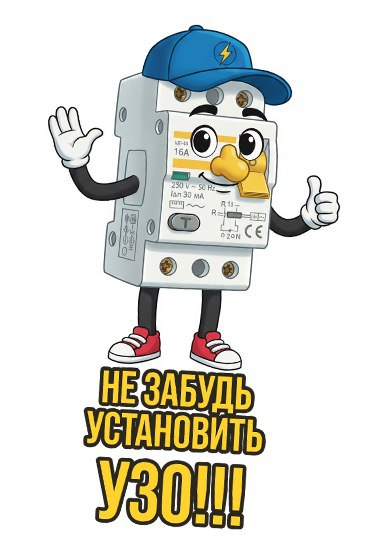 16A
250 V ~ 50 Hz
IΔn 30 mA
T
CE
НЕ ЗАБУДЬ
УСТАНОВИТЬ
УЗО!!!